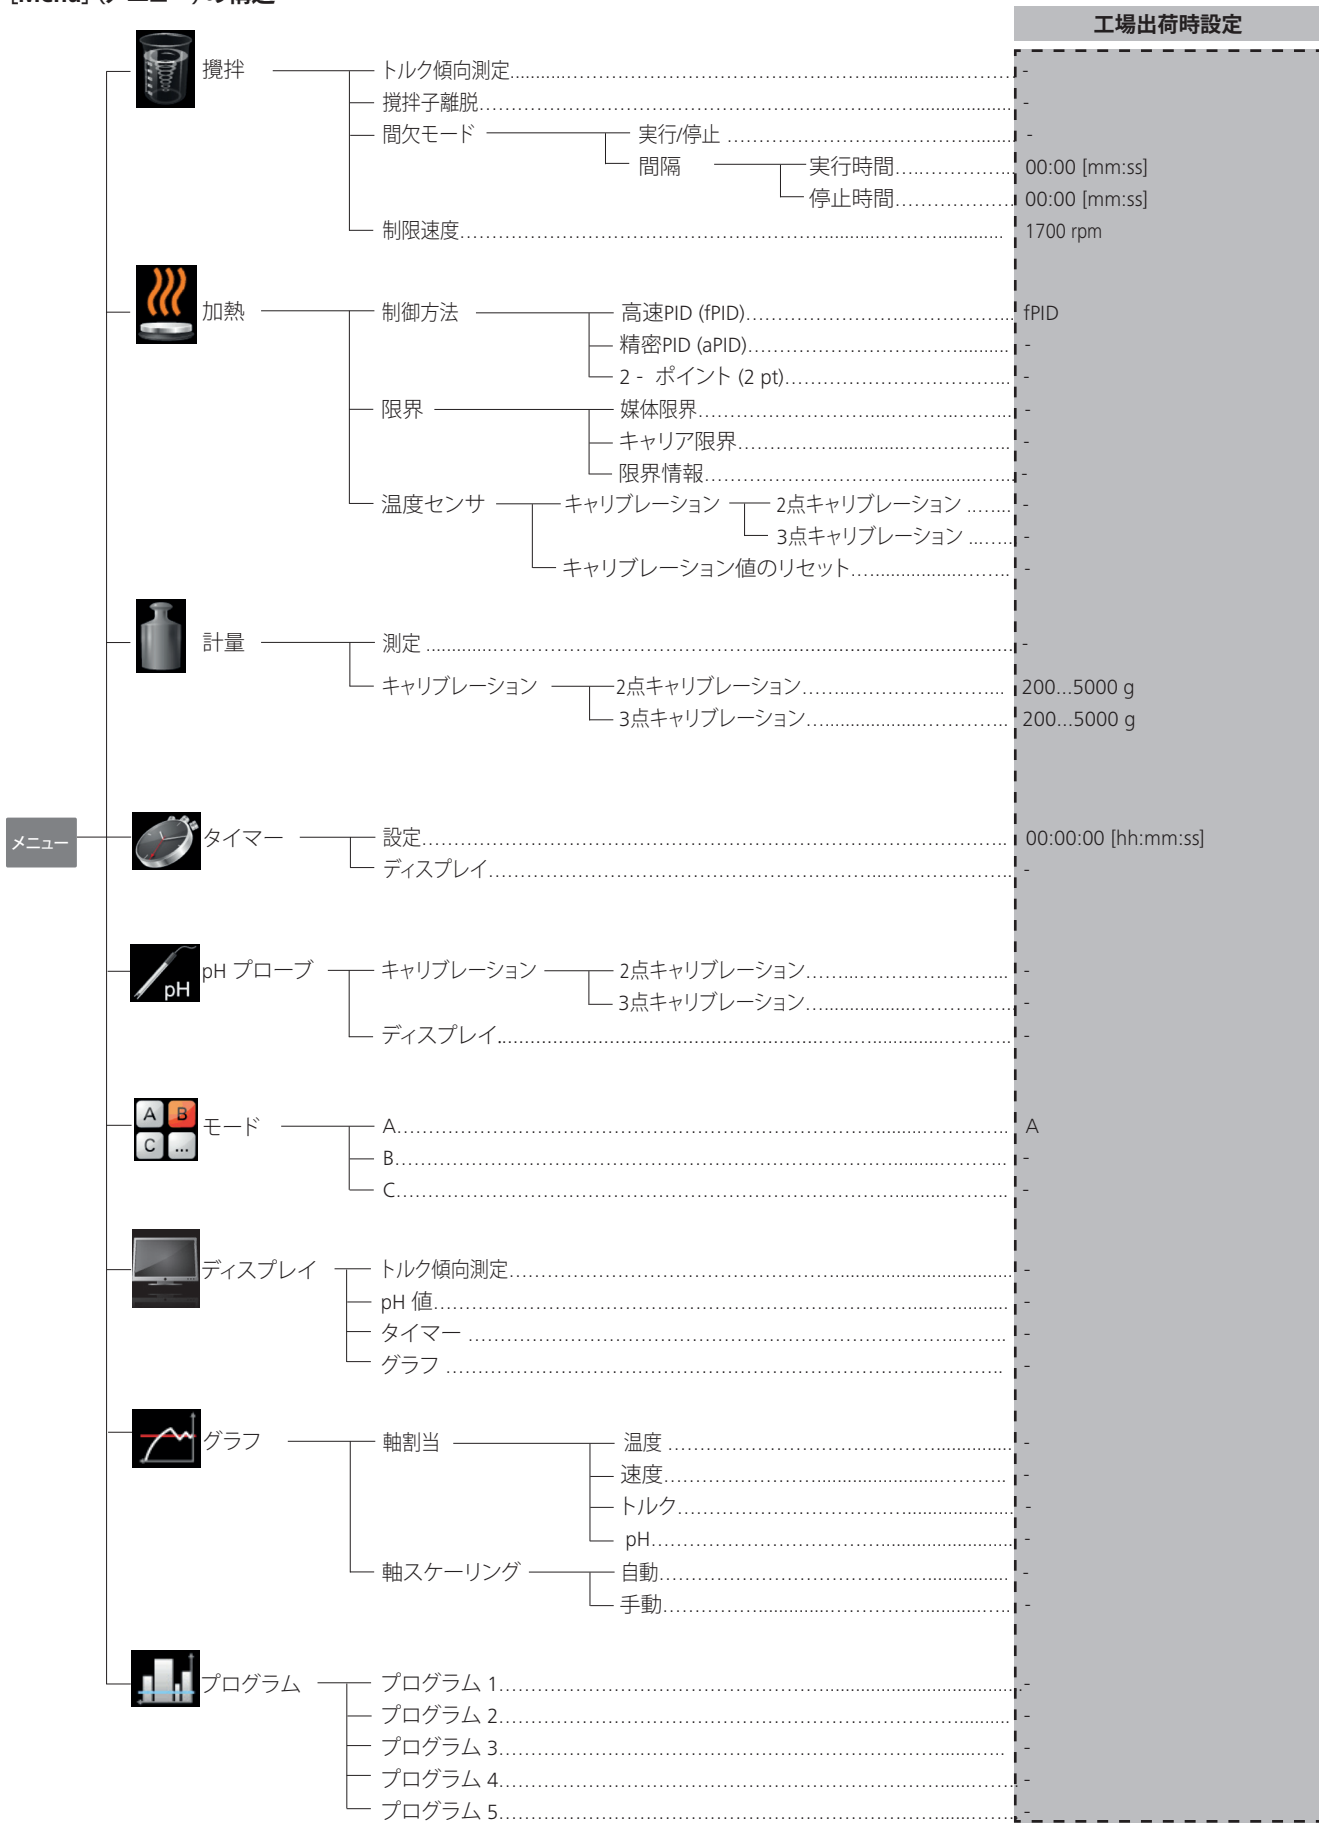 工場出荷時設定
攪拌
トルク傾向測定 -
攪拌子離脱 -
間欠モード 実行/停止 -
間隔 実行時間 00:00 [mm:ss]
停止時間 00:00 [mm:ss]
制限速度 1700 rpm
加熱 制御方法 高速PID (fPID) fPID
精密PID (aPID) -
2 - ポイント (2 pt) -
限界 媒体限界 -
キャリア限界 -
限界情報 -
温度センサ キャリブレーション 2点キャリブレーション -
3点キャリブレーション -
キャリブレーション値のリセット -
計量 測定 -
キャリブレーション 2点キャリブレーション 200...5000 g
3点キャリブレーション 200...5000 g
メニュー
タイマー 設定 00:00:00 [hh:mm:ss]
ディスプレイ -
pH
pH プローブ キャリブレーション 2点キャリブレーション -
3点キャリブレーション -
ディスプレイ -
A B
C ...
モード A A
B -
C -
ディスプレイ トルク傾向測定 -
pH 値 -
タイマー -
グラフ -
グラフ 軸割当 温度 -
速度 -
トルク -
pH -
軸スケーリング 自動 -
手動 -
プログラム プログラム 1 -
プログラム 2 -
プログラム 3 -
プログラム 4 -
プログラム 5 -